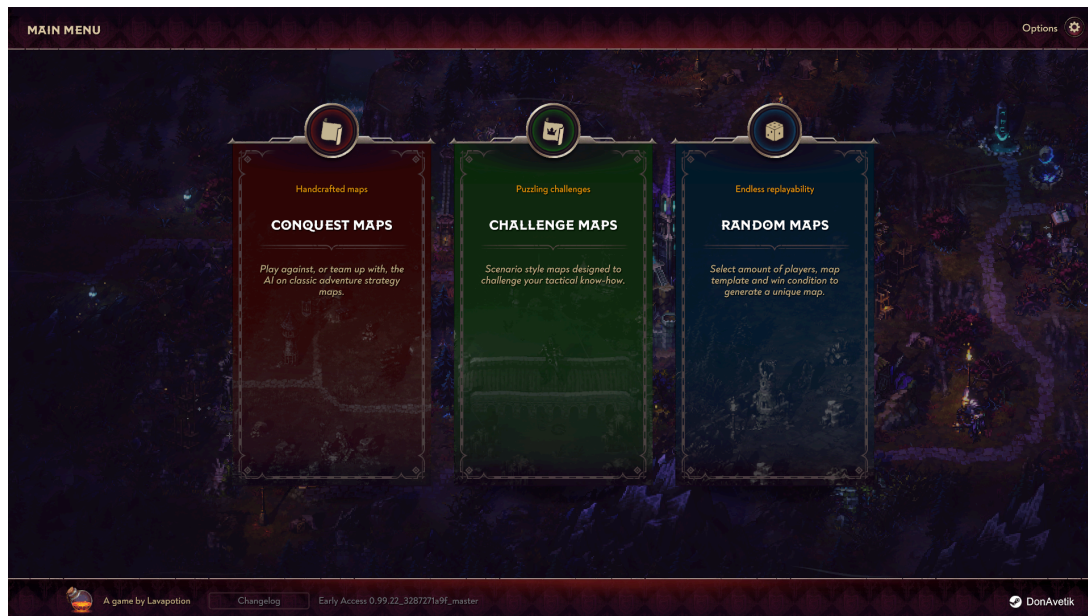 MAIN MENU
Options
Handcrafted maps
CONQUEST MAPS
Play against, or team up with, the
AI on classic adventure strategy
maps.
Puzzling challenges
CHALLENGE MAPS
Scenario style maps designed to
challenge your tactical know-how.
Endless replayability
RANDOM MAPS
Select amount of players, map
template and win condition to
generate a unique map.
A game by Lavapotion
Changelog
Early Access 0.99.22_3287271a9f_master
DonAvetik